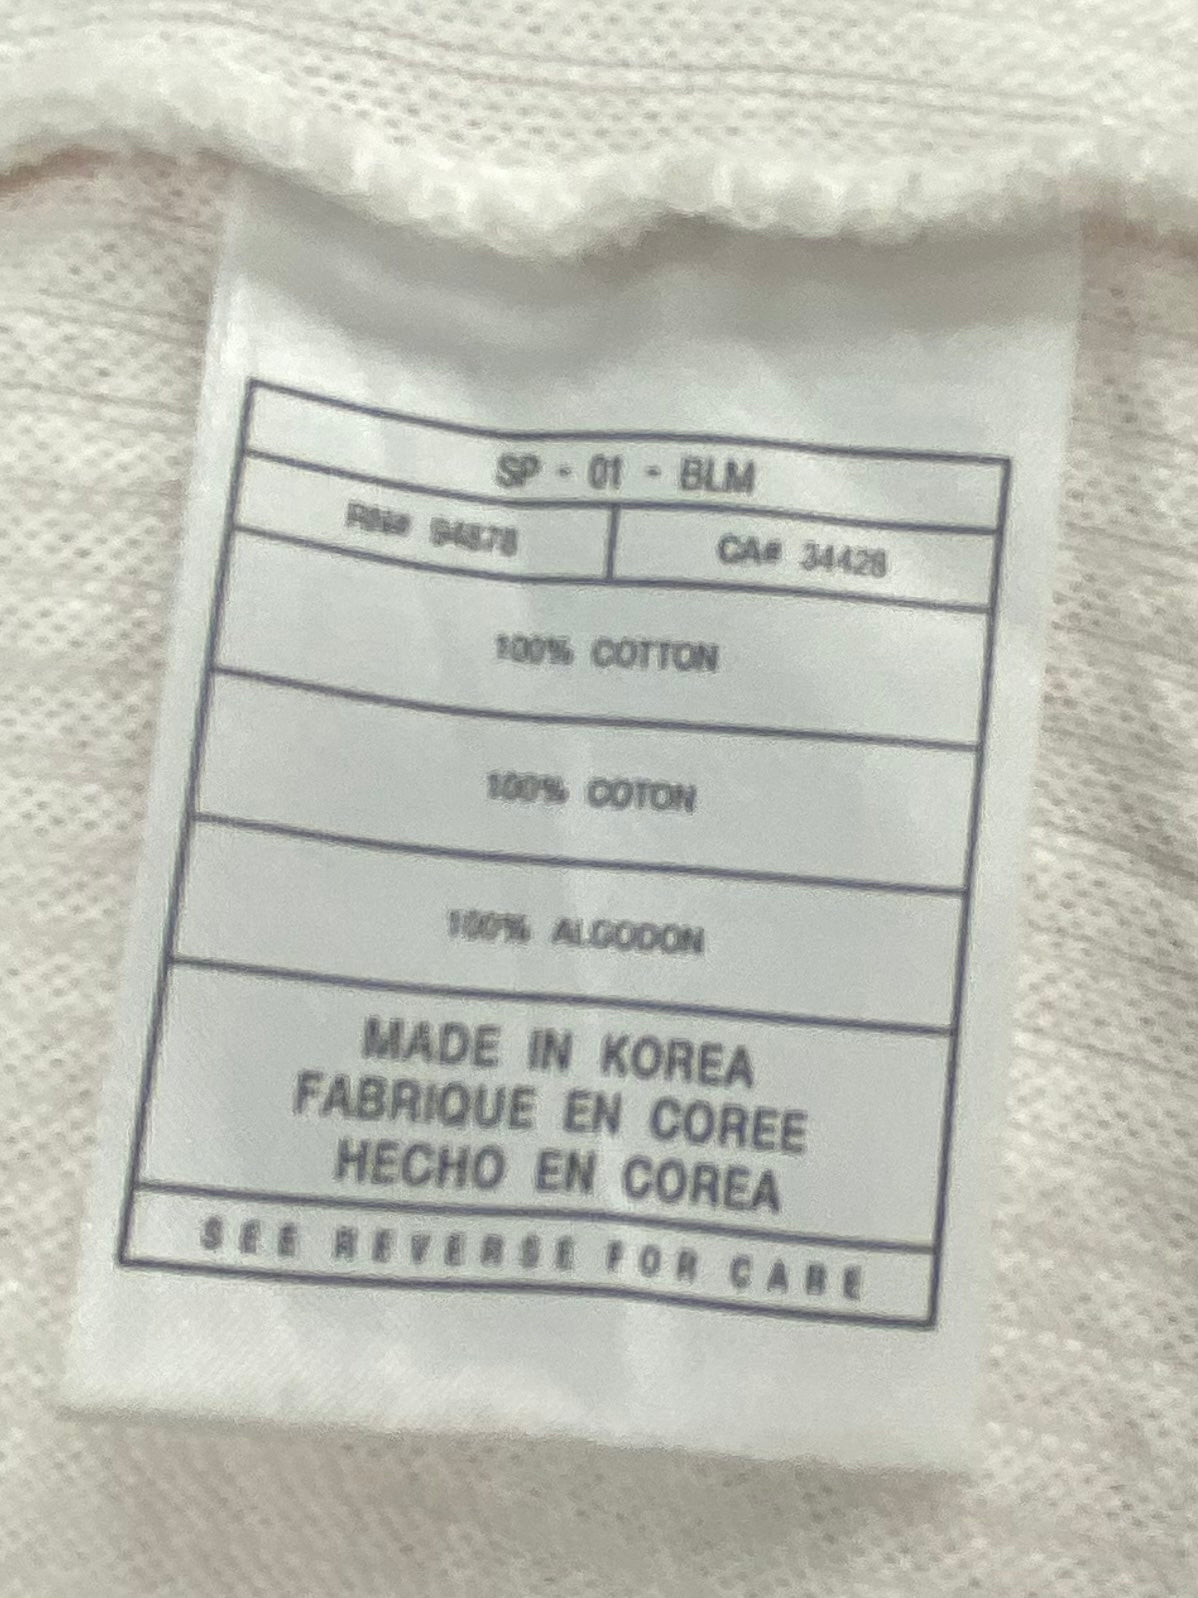 SP - 01 - BLM
RN# 94878 CA# 34428
100% COTTON
100% COTON
100% ALGODON
MADE IN KOREA
FABRIQUE EN COREE
HECHO EN COREA
SEE REVERSE FOR CARE